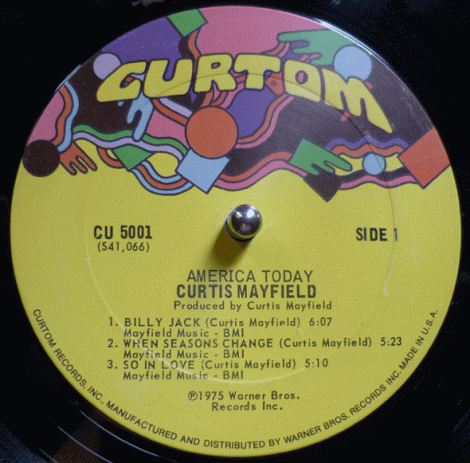 CURTOM
CU 5001
(S41,066)
SIDE 1
AMERICA TODAY
CURTIS MAYFIELD
Produced by Curtis Mayfield
1. BILLY JACK (Curtis Mayfield) 6:07
Mayfield Music - BMI
2. WHEN SEASONS CHANGE (Curtis Mayfield) 5:23
Mayfield Music - BMI
3. SO IN LOVE (Curtis Mayfield) 5:10
Mayfield Music - BMI
Ⓟ1975 Warner Bros.
Records Inc.
CURTOM RECORDS, INC., MANUFACTURED AND DISTRIBUTED BY WARNER BROS. RECORDS INC. MADE IN U.S.A.